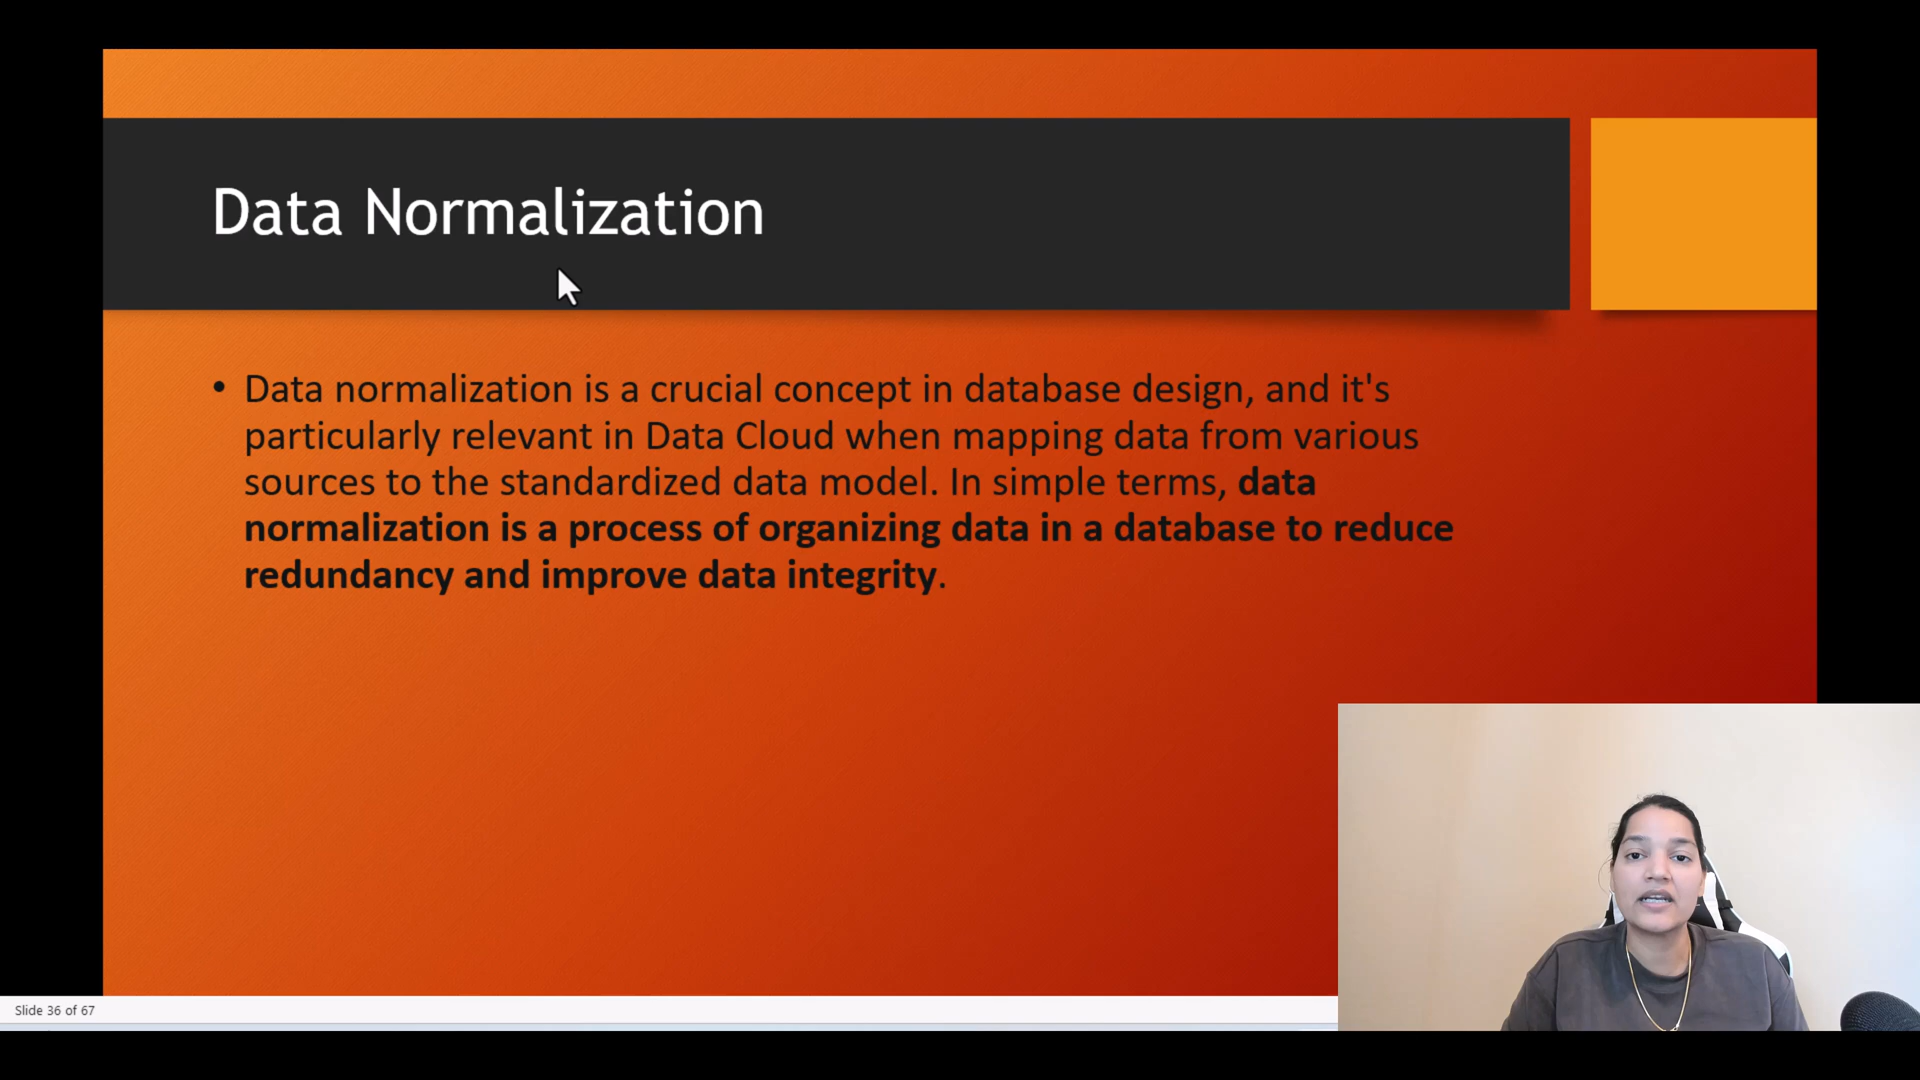 Data Normalization
• Data normalization is a crucial concept in database design, and it's
particularly relevant in Data Cloud when mapping data from various
sources to the standardized data model. In simple terms, data
normalization is a process of organizing data in a database to reduce
redundancy and improve data integrity.
Slide 36 of 67